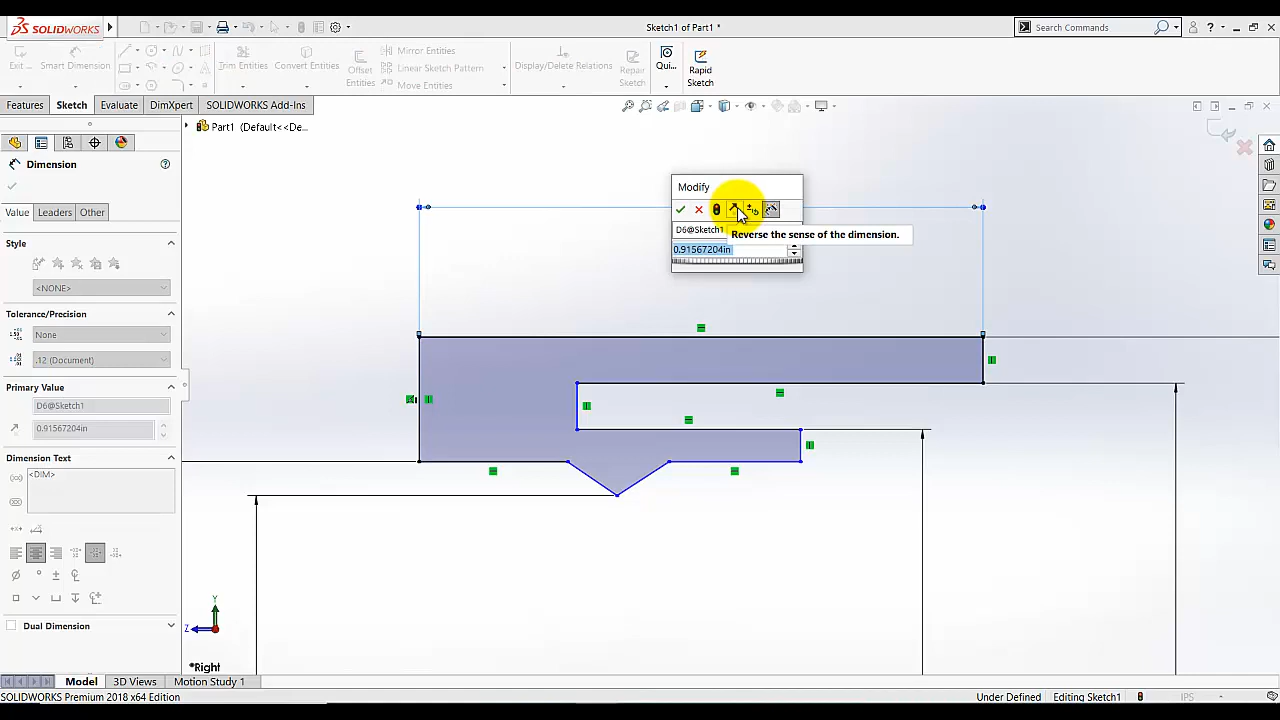 SOLIDWORKS
Sketch1 of Part1 *
Search Commands
?
Exit ...
Smart Dimension
Trim Entities
Convert Entities
Offset Entities
Mirror Entities
Linear Sketch Pattern
Move Entities
Display/Delete Relations
Repair Sketch
Qui...
Rapid Sketch
Features
Sketch
Evaluate
DimXpert
SOLIDWORKS Add-Ins
Part1 (Default<<De...
Dimension
Value
Leaders
Other
Style
<NONE>
Tolerance/Precision
None
.12 (Document)
Primary Value
D6@Sketch1
0.91567204in
Dimension Text
<DIM>
Dual Dimension
Modify
D6@Sketch1
Reverse the sense of the dimension.
0.91567204in
Y
Z
*Right
Model
3D Views
Motion Study 1
SOLIDWORKS Premium 2018 x64 Edition
Under Defined
Editing Sketch1
IPS